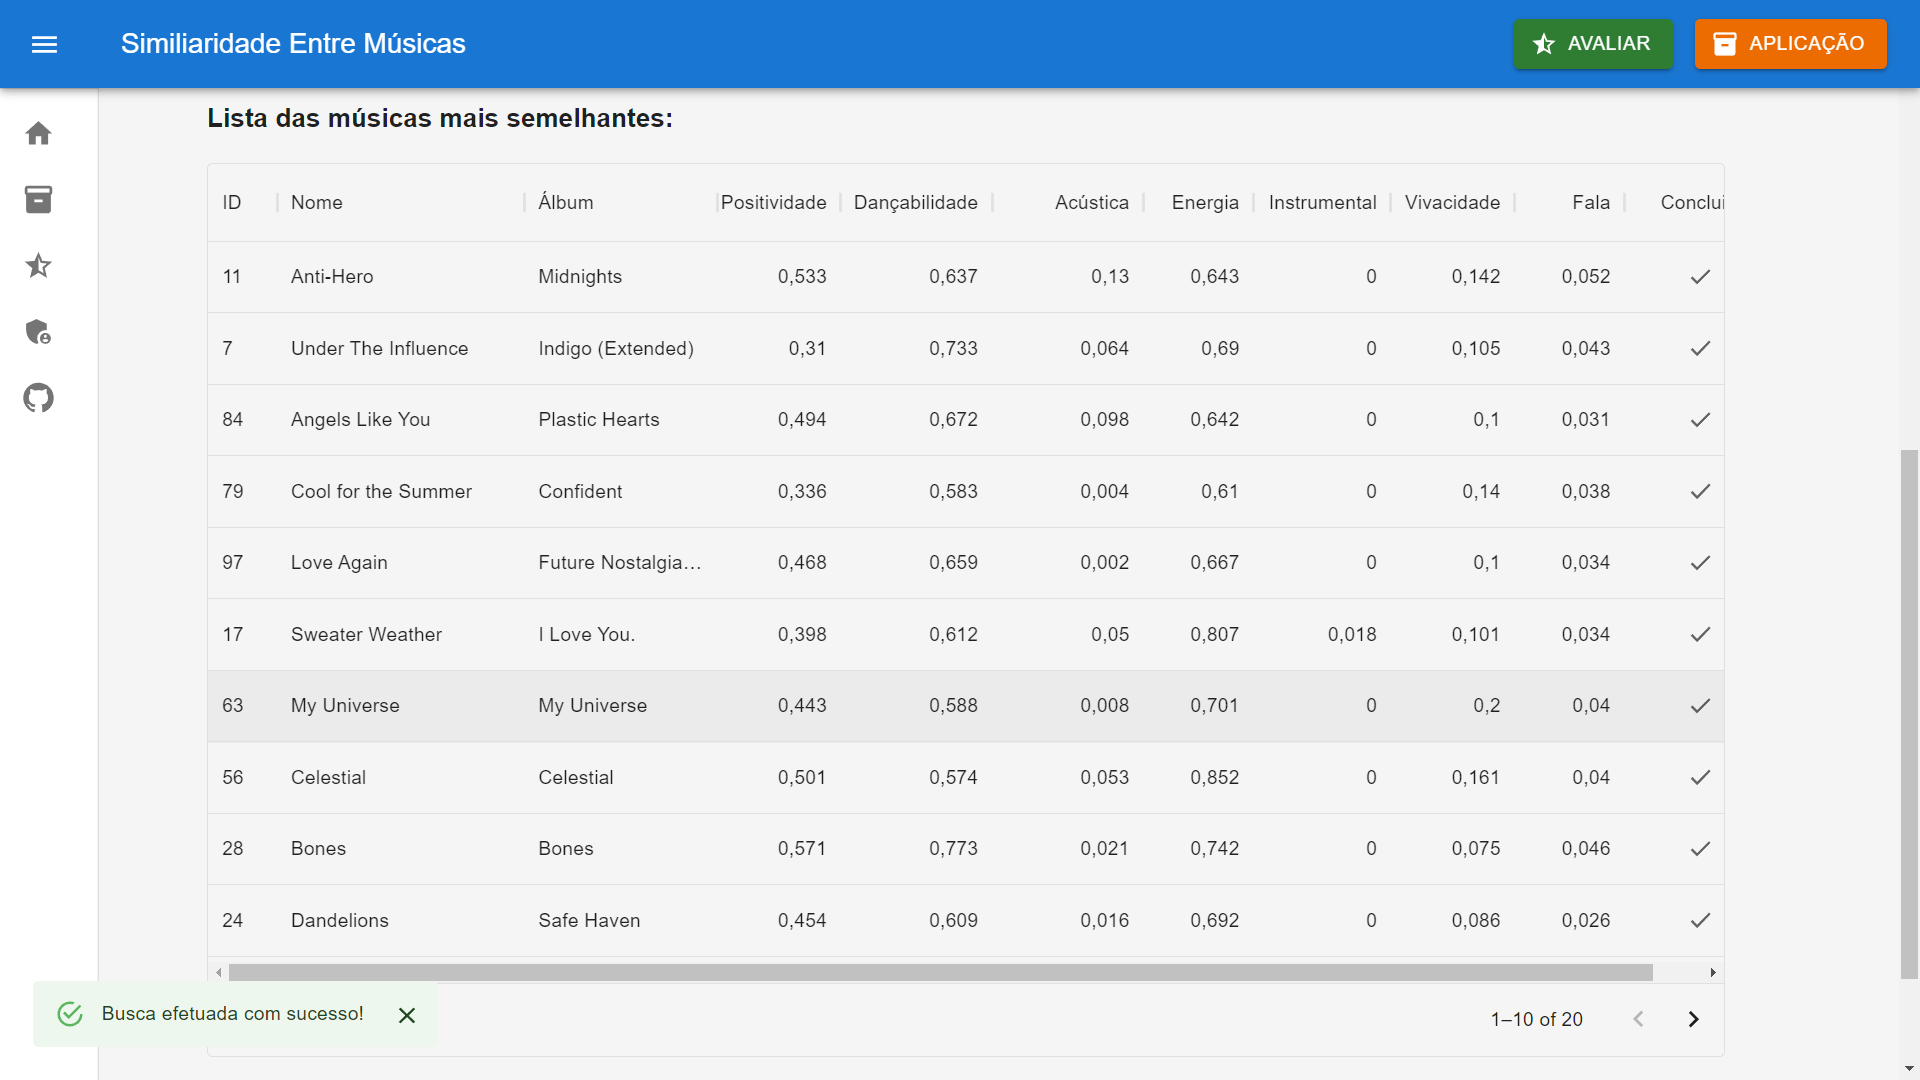 Similiaridade Entre Músicas
AVALIAR
APLICAÇÃO
Lista das músicas mais semelhantes:
ID Nome Álbum Positividade Dançabilidade Acústica Energia Instrumental Vivacidade Fala Conclui
11 Anti-Hero Midnights 0,533 0,637 0,13 0,643 0 0,142 0,052
7 Under The Influence Indigo (Extended) 0,31 0,733 0,064 0,69 0 0,105 0,043
84 Angels Like You Plastic Hearts 0,494 0,672 0,098 0,642 0 0,1 0,031
79 Cool for the Summer Confident 0,336 0,583 0,004 0,61 0 0,14 0,038
97 Love Again Future Nostalgia… 0,468 0,659 0,002 0,667 0 0,1 0,034
17 Sweater Weather I Love You. 0,398 0,612 0,05 0,807 0,018 0,101 0,034
63 My Universe My Universe 0,443 0,588 0,008 0,701 0 0,2 0,04
56 Celestial Celestial 0,501 0,574 0,053 0,852 0 0,161 0,04
28 Bones Bones 0,571 0,773 0,021 0,742 0 0,075 0,046
24 Dandelions Safe Haven 0,454 0,609 0,016 0,692 0 0,086 0,026
Busca efetuada com sucesso!
1–10 of 20